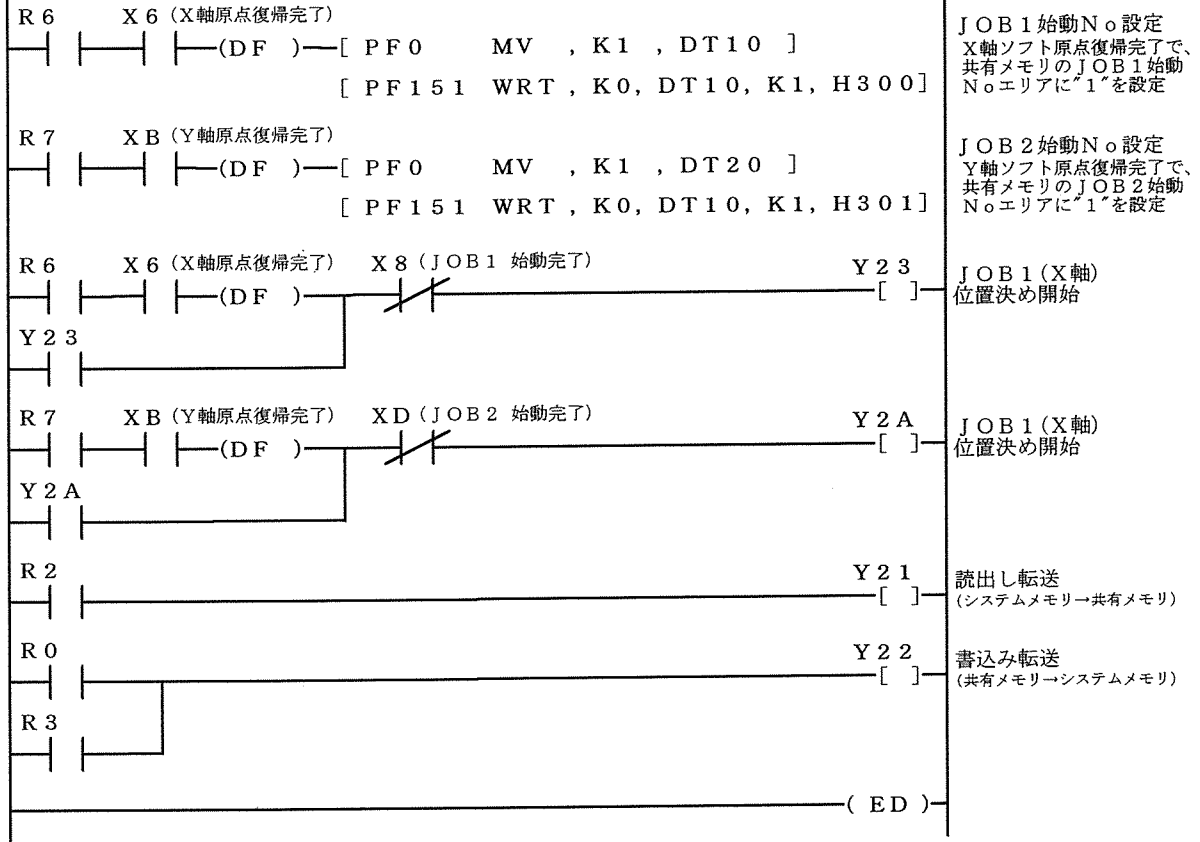 R6 X6(X軸原点復帰完了)
(DF )[ PF0 MV , K1 , DT10 ]
[ PF151 WRT , K0, DT10, K1, H300]
JOB1始動No設定
X軸ソフト原点復帰完了で、
共有メモリのJOB1始動
Noエリアに"1"を設定
R7 XB(Y軸原点復帰完了)
(DF )[ PF0 MV , K1 , DT20 ]
[ PF151 WRT , K0, DT10, K1, H301]
JOB2始動No設定
Y軸ソフト原点復帰完了で、
共有メモリのJOB2始動
Noエリアに"1"を設定
R6 X6(X軸原点復帰完了) X8(JOB1 始動完了) Y23
(DF ) [ ]
JOB1(X軸)
位置決め開始
Y23
R7 XB(Y軸原点復帰完了) XD(JOB2 始動完了) Y2A
(DF ) [ ]
JOB1(X軸)
位置決め開始
Y2A
R2 Y21
[ ]
読出し転送
(システムメモリ→共有メモリ)
R0 Y22
[ ]
書込み転送
(共有メモリ→システムメモリ)
R3
( ED )